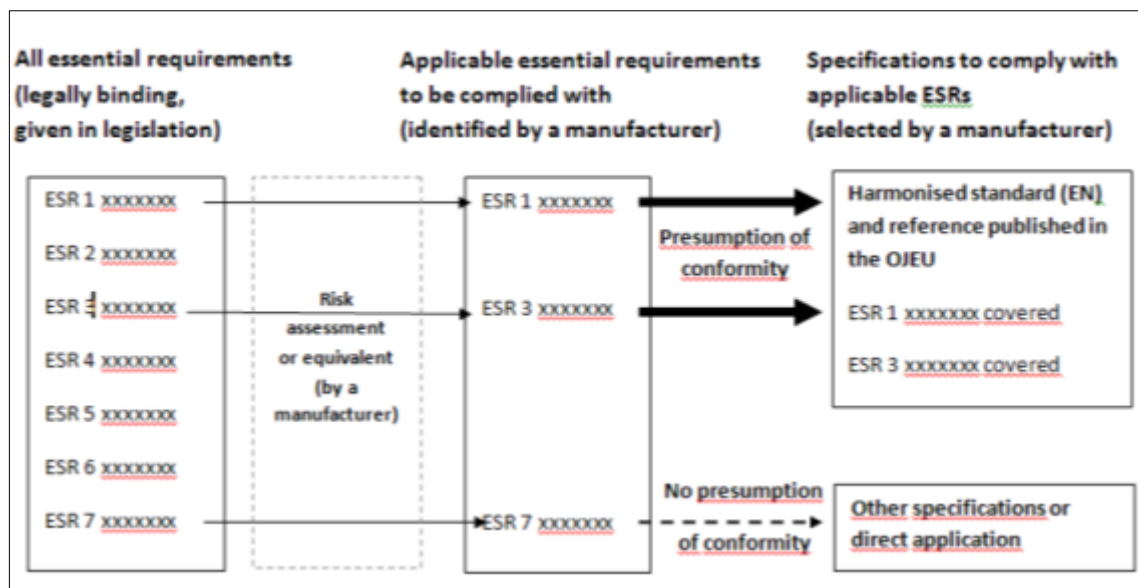 All essential requirements
(legally binding,
given in legislation)
Applicable essential requirements
to be complied with
(identified by a manufacturer)
Specifications to comply with
applicable ESRs
(selected by a manufacturer)
ESR 1 xxxxxxx
ESR 2 xxxxxxx
ESR 3 xxxxxxx
ESR 4 xxxxxxx
ESR 5 xxxxxxx
ESR 6 xxxxxxx
ESR 7 xxxxxxx
Risk
assessment
or equivalent
(by a
manufacturer)
ESR 1 xxxxxxx
ESR 3 xxxxxxx
ESR 7 xxxxxxx
Presumption of
conformity
No presumption
of conformity
Harmonised standard (EN)
and reference published in
the OJEU
ESR 1 xxxxxxx covered
ESR 3 xxxxxxx covered
Other specifications or
direct application